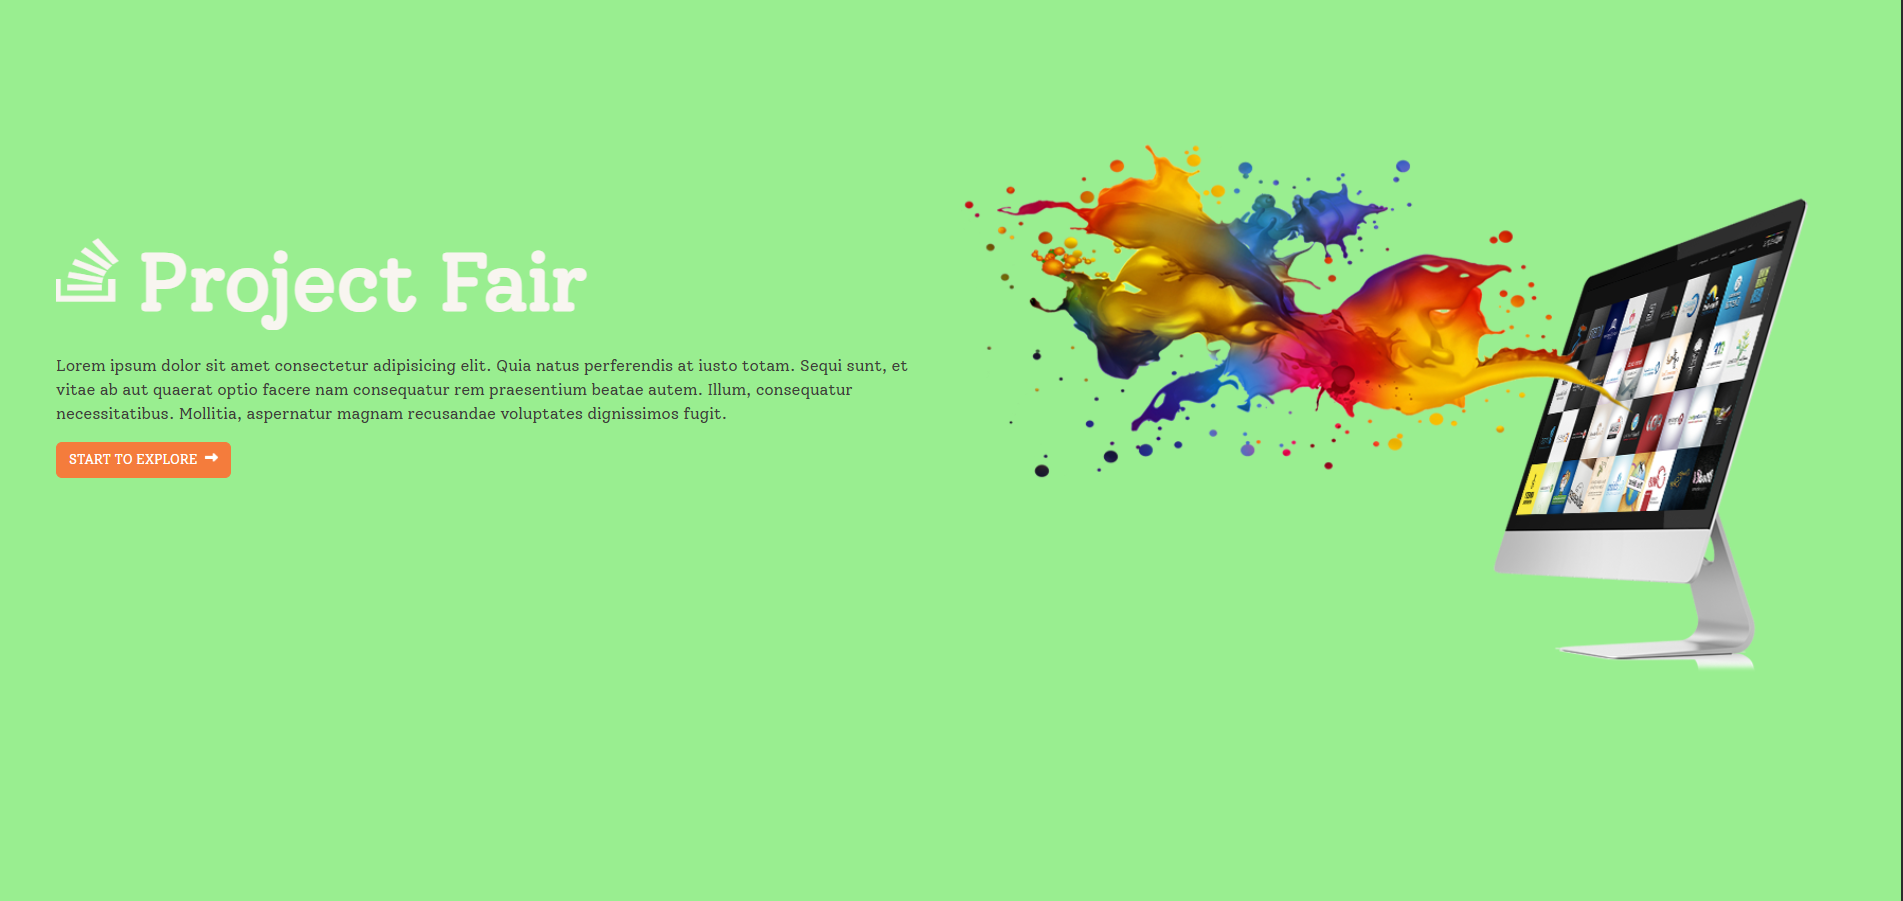 Project Fair
Lorem ipsum dolor sit amet consectetur adipisicing elit. Quia natus perferendis at iusto totam. Sequi sunt, et
vitae ab aut quaerat optio facere nam consequatur rem praesentium beatae autem. Illum, consequatur
necessitatibus. Mollitia, aspernatur magnam recusandae voluptates dignissimos fugit.
START TO EXPLORE